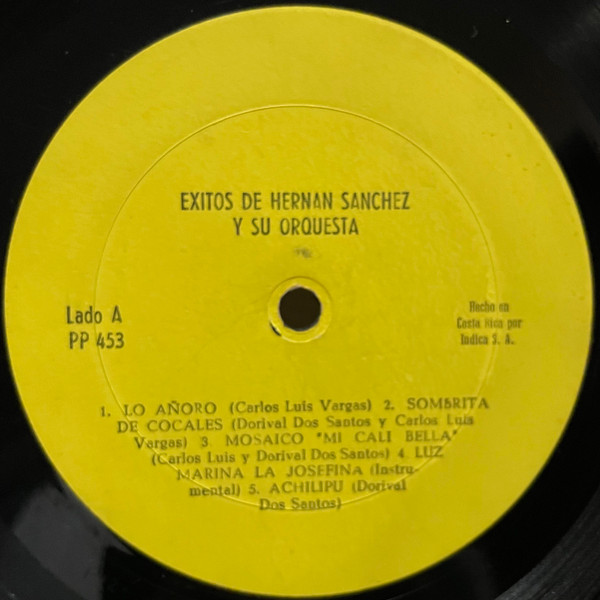 EXITOS DE HERNAN SANCHEZ
Y SU ORQUESTA
Lado A
PP 453
Hecho en
Costa Rica por
Indica S. A.
1. LO AÑORO (Carlos Luis Vargas) 2. SOMBRITA
DE COCALES (Dorival Dos Santos y Carlos Luis
Vargas) 3. MOSAICO "MI CALI BELLA"
(Carlos Luis y Dorival Dos Santos) 4. LUZ
MARINA LA JOSEFINA (Instru-
mental) 5. ACHILIPU (Dorival
Dos Santos)